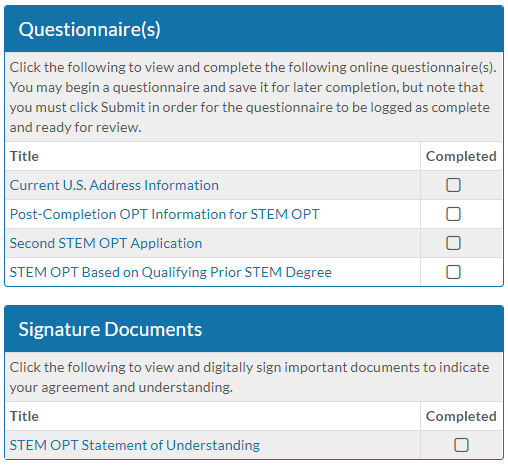 Questionnaire(s)
Click the following to view and complete the following online questionnaire(s).
You may begin a questionnaire and save it for later completion, but note that
you must click Submit in order for the questionnaire to be logged as complete
and ready for review.
Title Completed
Current U.S. Address Information
Post-Completion OPT Information for STEM OPT
Second STEM OPT Application
STEM OPT Based on Qualifying Prior STEM Degree
Signature Documents
Click the following to view and digitally sign important documents to indicate
your agreement and understanding.
Title Completed
STEM OPT Statement of Understanding